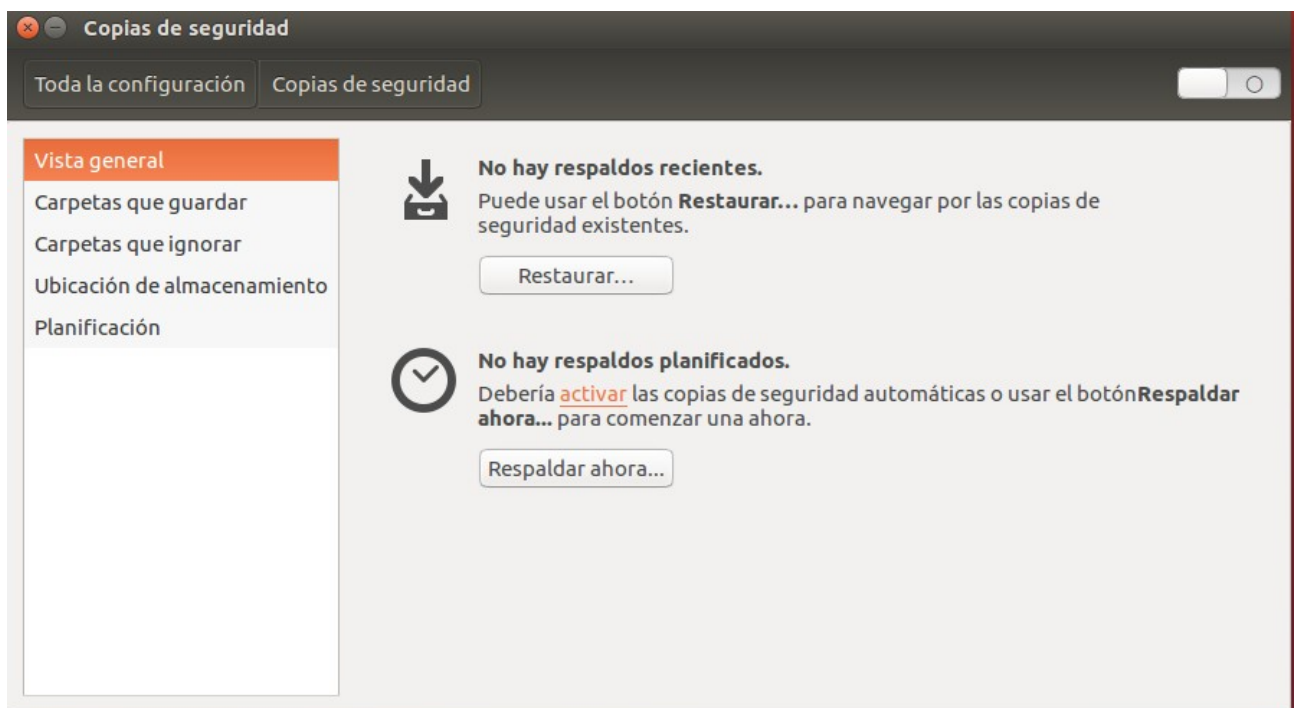 Copias de seguridad
Toda la configuración Copias de seguridad
Vista general
Carpetas que guardar
Carpetas que ignorar
Ubicación de almacenamiento
Planificación
No hay respaldos recientes.
Puede usar el botón Restaurar... para navegar por las copias de
seguridad existentes.
Restaurar...
No hay respaldos planificados.
Debería activar las copias de seguridad automáticas o usar el botónRespaldar
ahora... para comenzar una ahora.
Respaldar ahora...